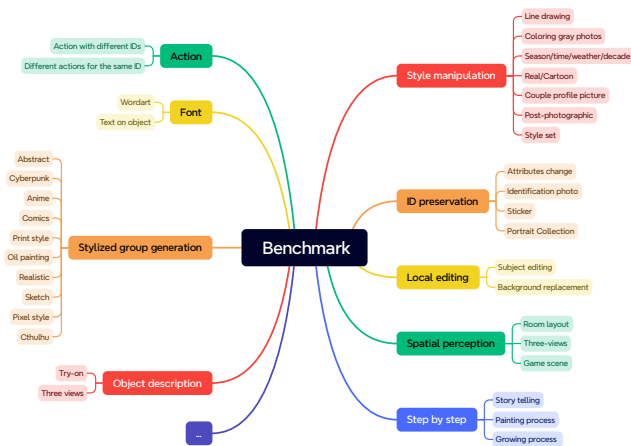 Benchmark
Action
Action with different IDs
Different actions for the same ID
Font
Wordart
Text on object
Stylized group generation
Abstract
Cyberpunk
Anime
Comics
Print style
Oil painting
Realistic
Sketch
Pixel style
Cthulhu
Object description
Try-on
Three views
...
Style manipulation
Line drawing
Coloring gray photos
Season/time/weather/decade
Real/Cartoon
Couple profile picture
Post-photographic
Style set
ID preservation
Attributes change
Identification photo
Sticker
Portrait Collection
Local editing
Subject editing
Background replacement
Spatial perception
Room layout
Three-views
Game scene
Step by step
Story telling
Painting process
Growing process